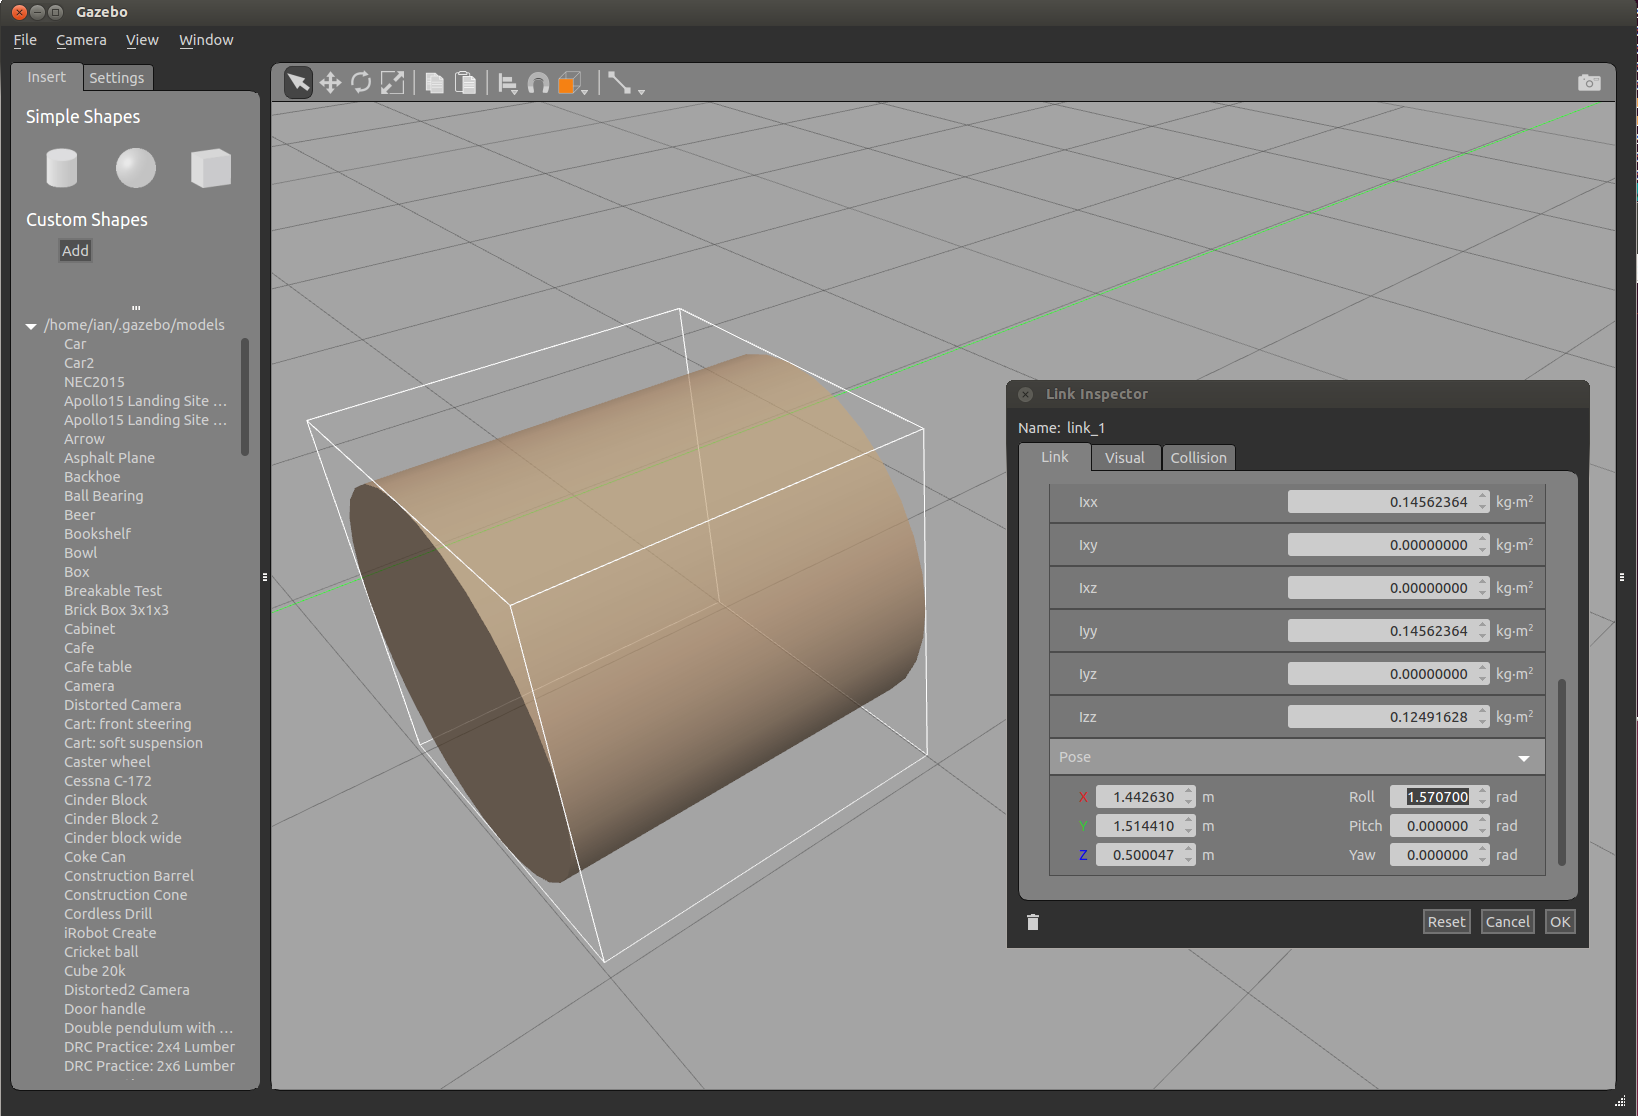 Gazebo
File Camera View Window
Insert Settings
Simple Shapes
Custom Shapes
Add
/home/ian/.gazebo/models
Car
Car2
NEC2015
Apollo15 Landing Site ...
Apollo15 Landing Site ...
Arrow
Asphalt Plane
Backhoe
Ball Bearing
Beer
Bookshelf
Bowl
Box
Breakable Test
Brick Box 3x1x3
Cabinet
Cafe
Cafe table
Camera
Distorted Camera
Cart: front steering
Cart: soft suspension
Caster wheel
Cessna C-172
Cinder Block
Cinder Block 2
Cinder block wide
Coke Can
Construction Barrel
Construction Cone
Cordless Drill
iRobot Create
Cricket ball
Cube 20k
Distorted2 Camera
Door handle
Double pendulum with ...
DRC Practice: 2x4 Lumber
DRC Practice: 2x6 Lumber
Link Inspector
Name: link_1
Link Visual Collision
Ixx 0.14562364 kg·m²
Ixy 0.00000000 kg·m²
Ixz 0.00000000 kg·m²
Iyy 0.14562364 kg·m²
Iyz 0.00000000 kg·m²
Izz 0.12491628 kg·m²
Pose
X 1.442630 m Roll 1.570700 rad
Y 1.514410 m Pitch 0.000000 rad
Z 0.500047 m Yaw 0.000000 rad
Reset Cancel OK